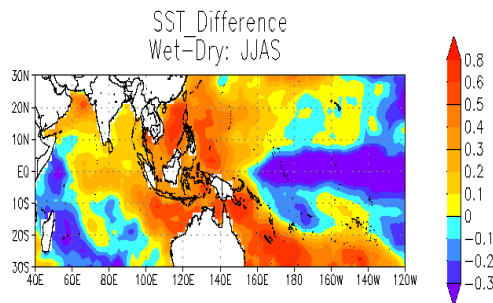 SST_Difference
Wet-Dry: JJAS
30N
20N
10N
EQ
10S
20S
30S
40E 60E 80E 100E 120E 140E 160E 180 160W 140W 120W
0.8
0.6
0.5
0.4
0.3
0.2
0.1
0
-0.1
-0.2
-0.3